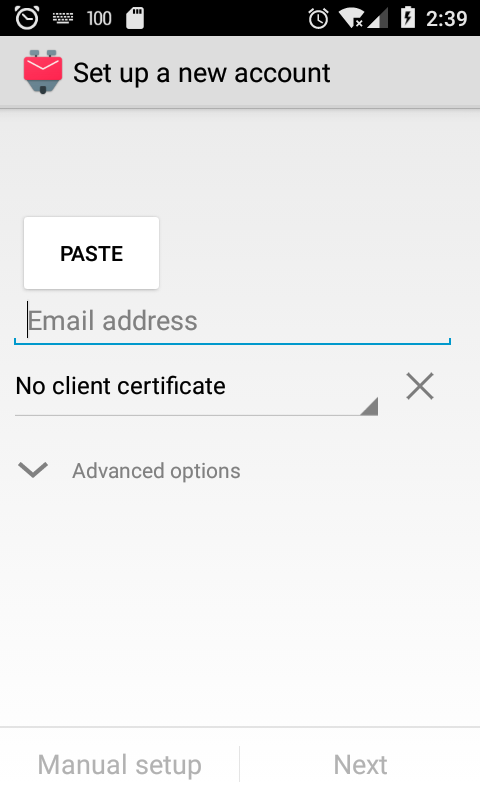 100
2:39
Set up a new account
PASTE
Email address
No client certificate
Advanced options
Manual setup
Next